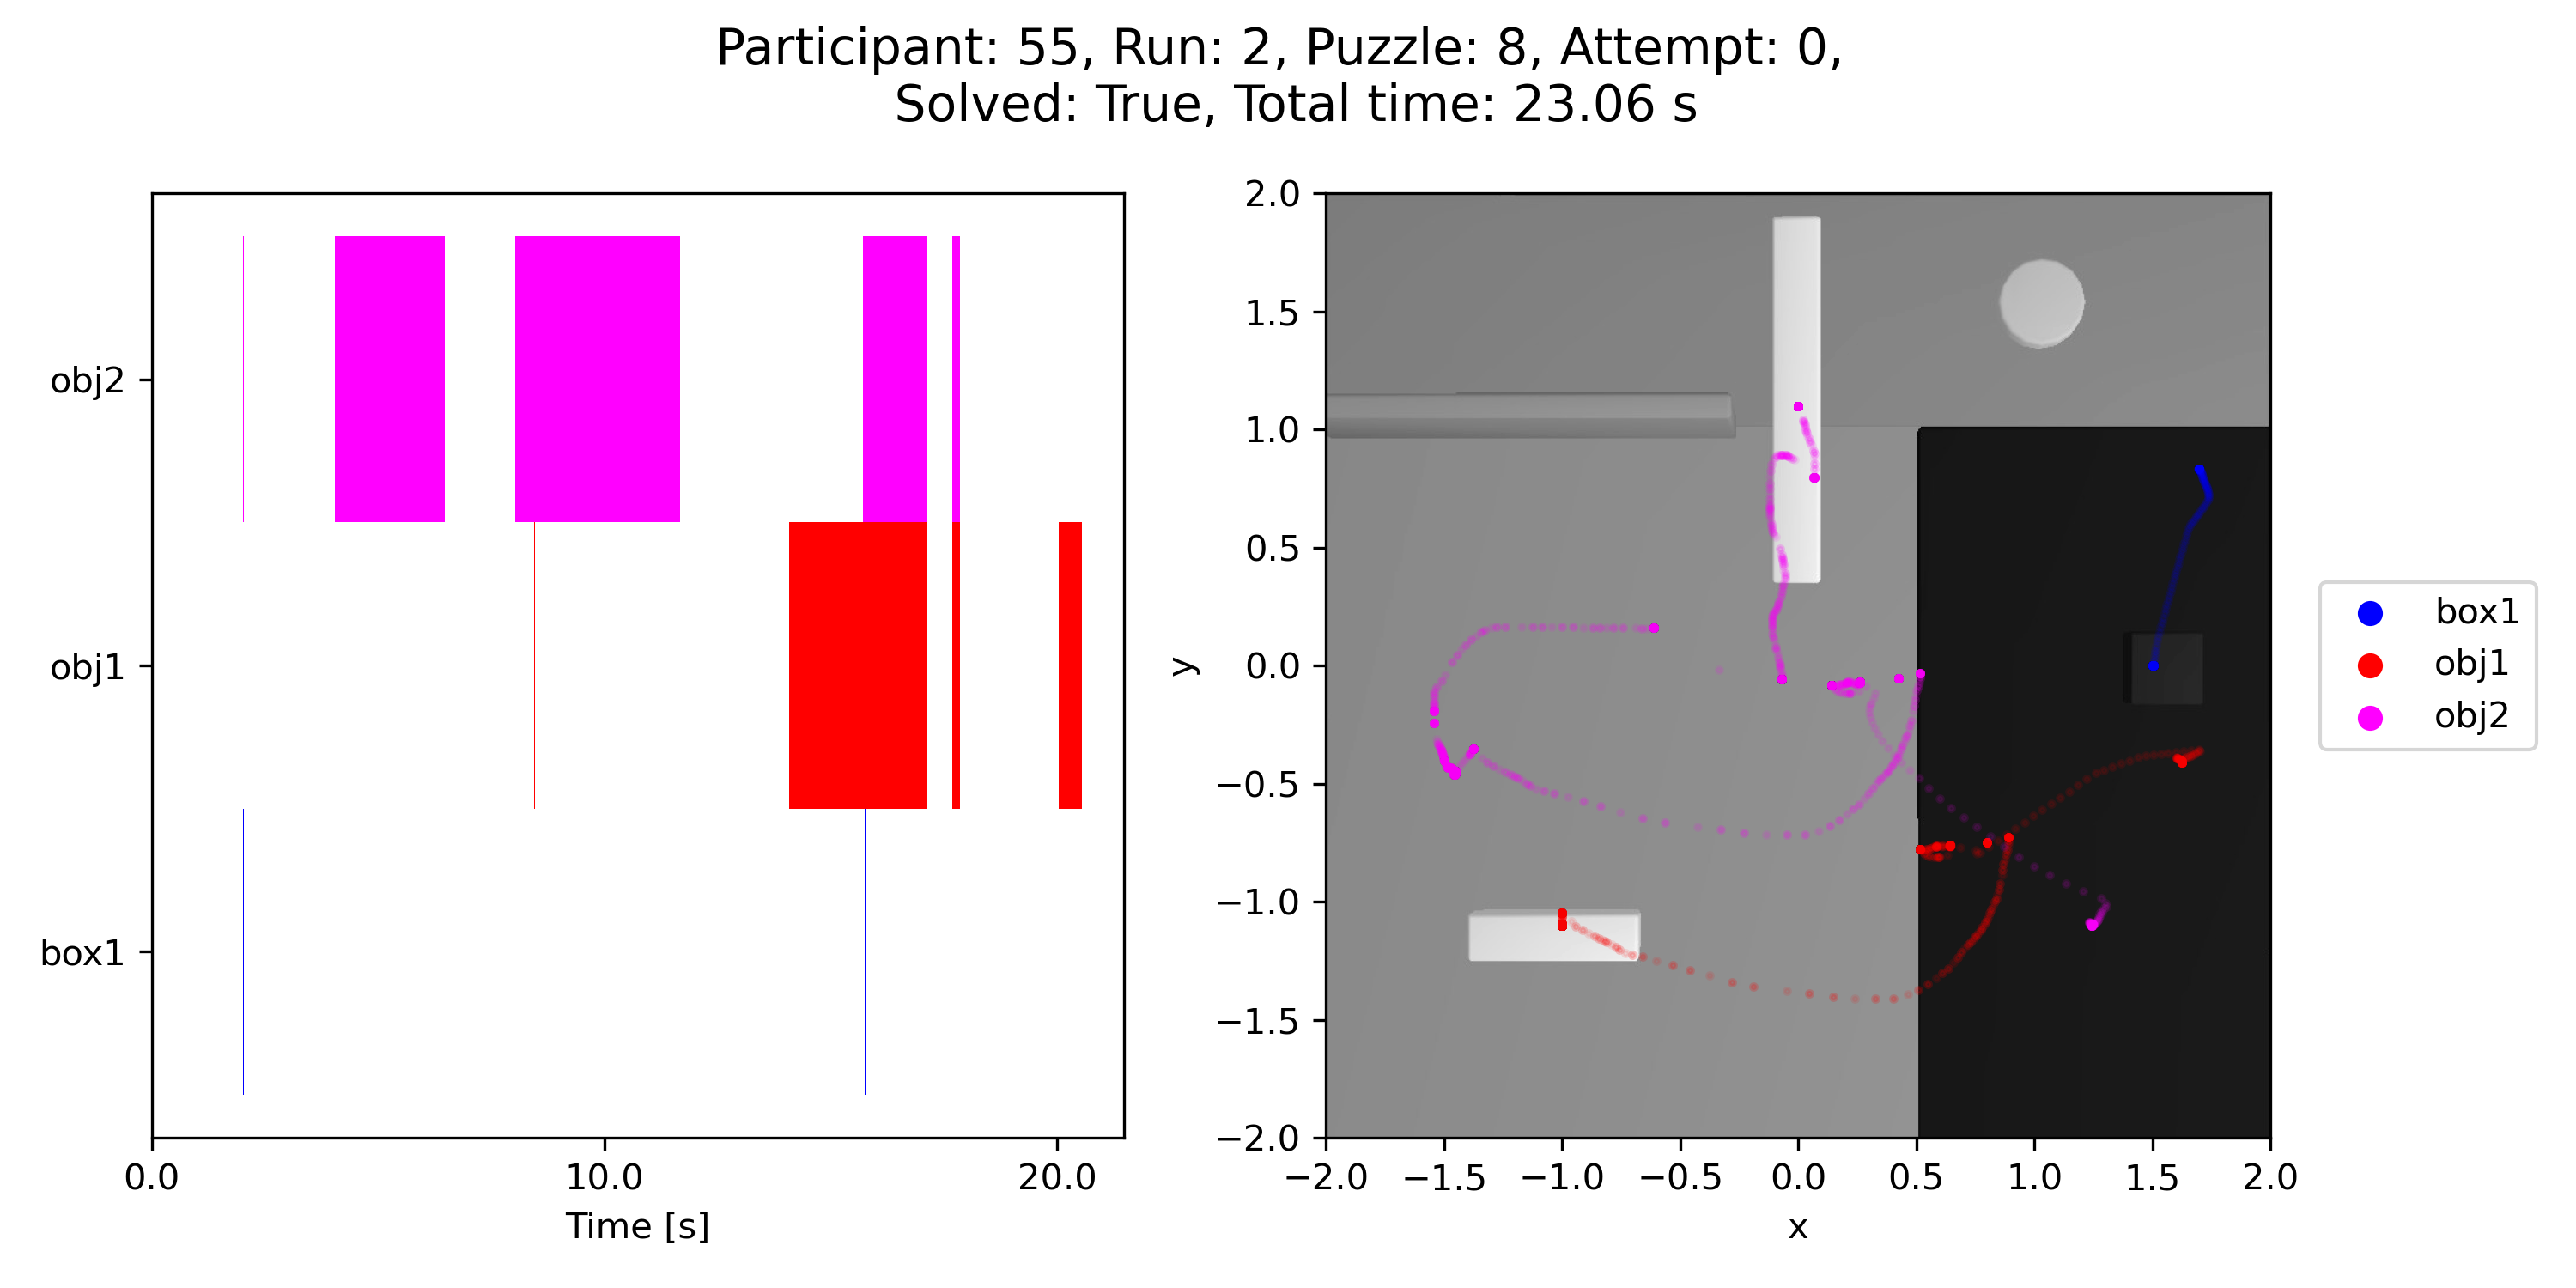 Participant: 55, Run: 2, Puzzle: 8, Attempt: 0,
Solved: True, Total time: 23.06 s
obj2
obj1
box1
0.0 10.0 20.0
Time [s]
2.0
1.5
1.0
0.5
0.0
−0.5
−1.0
−1.5
−2.0
y
−2.0 −1.5 −1.0 −0.5 0.0 0.5 1.0 1.5 2.0
x
box1
obj1
obj2